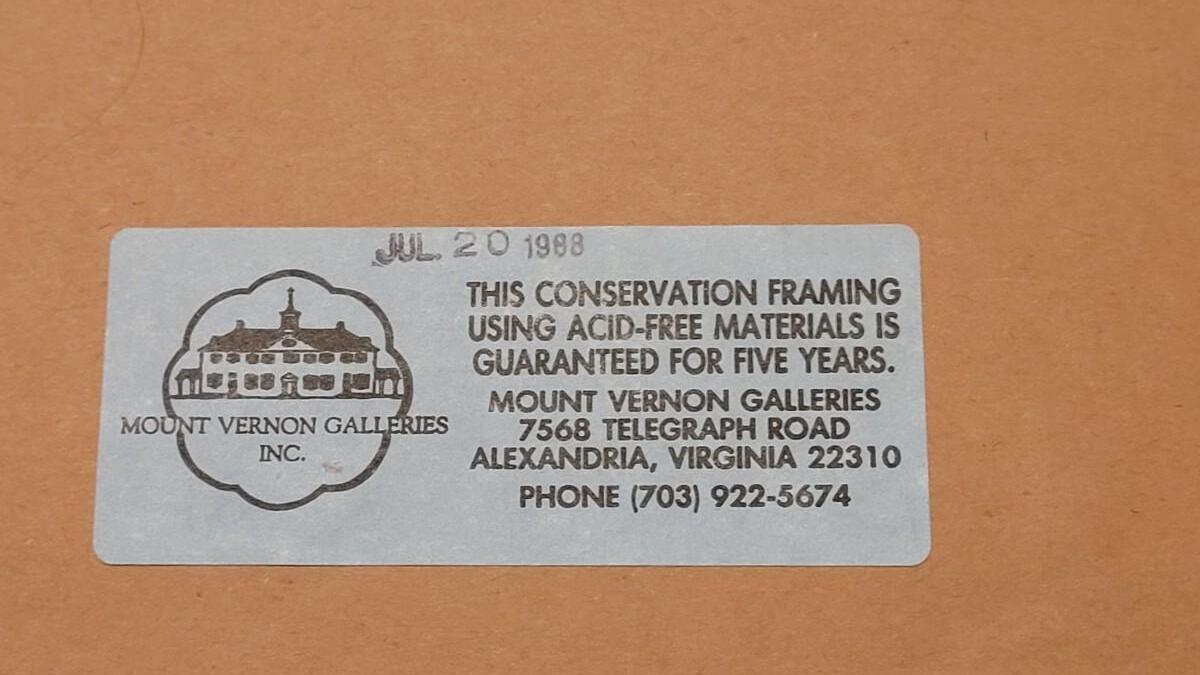 JUL. 20 1988
MOUNT VERNON GALLERIES
INC.
THIS CONSERVATION FRAMING
USING ACID-FREE MATERIALS IS
GUARANTEED FOR FIVE YEARS.
MOUNT VERNON GALLERIES
7568 TELEGRAPH ROAD
ALEXANDRIA, VIRGINIA 22310
PHONE (703) 922-5674